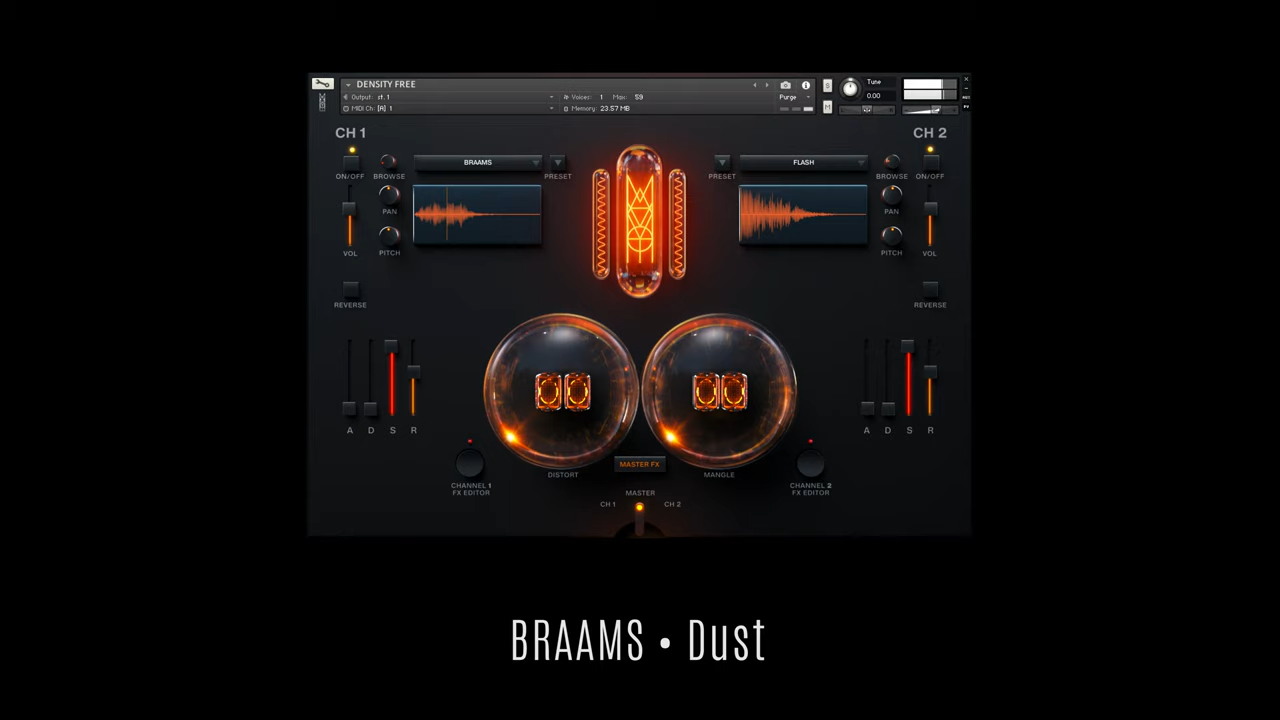 DENSITY FREE
Output: st. 1
Voices: 1 Max: 59
Purge
MIDI Ch: [A] 1
Memory: 23.57 MB
S
M
Tune
0.00
CH 1
CH 2
ON/OFF
BROWSE
BRAAMS
PRESET
PRESET
FLASH
BROWSE
ON/OFF
PAN
PAN
VOL
PITCH
PITCH
VOL
REVERSE
REVERSE
00
00
A D S R
A D S R
DISTORT
MASTER FX
MANGLE
CHANNEL 1
FX EDITOR
CHANNEL 2
FX EDITOR
MASTER
CH 1
CH 2
BRAAMS • Dust